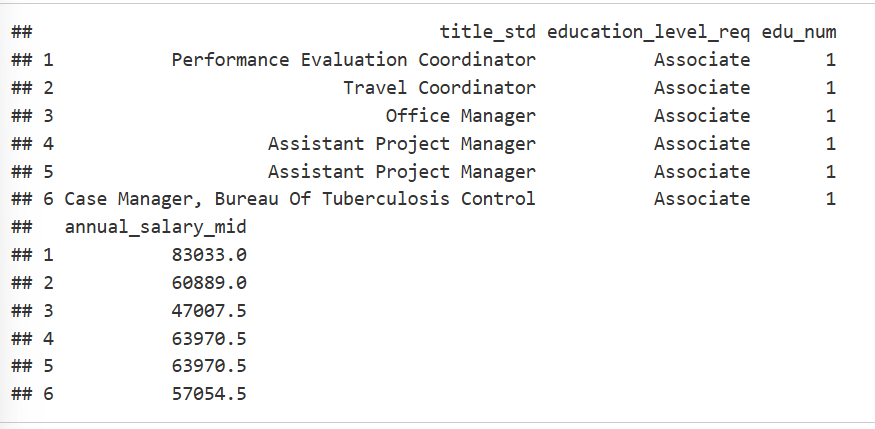 ## title_std education_level_req edu_num
## 1 Performance Evaluation Coordinator Associate 1
## 2 Travel Coordinator Associate 1
## 3 Office Manager Associate 1
## 4 Assistant Project Manager Associate 1
## 5 Assistant Project Manager Associate 1
## 6 Case Manager, Bureau Of Tuberculosis Control Associate 1
## annual_salary_mid
## 1 83033.0
## 2 60889.0
## 3 47007.5
## 4 63970.5
## 5 63970.5
## 6 57054.5